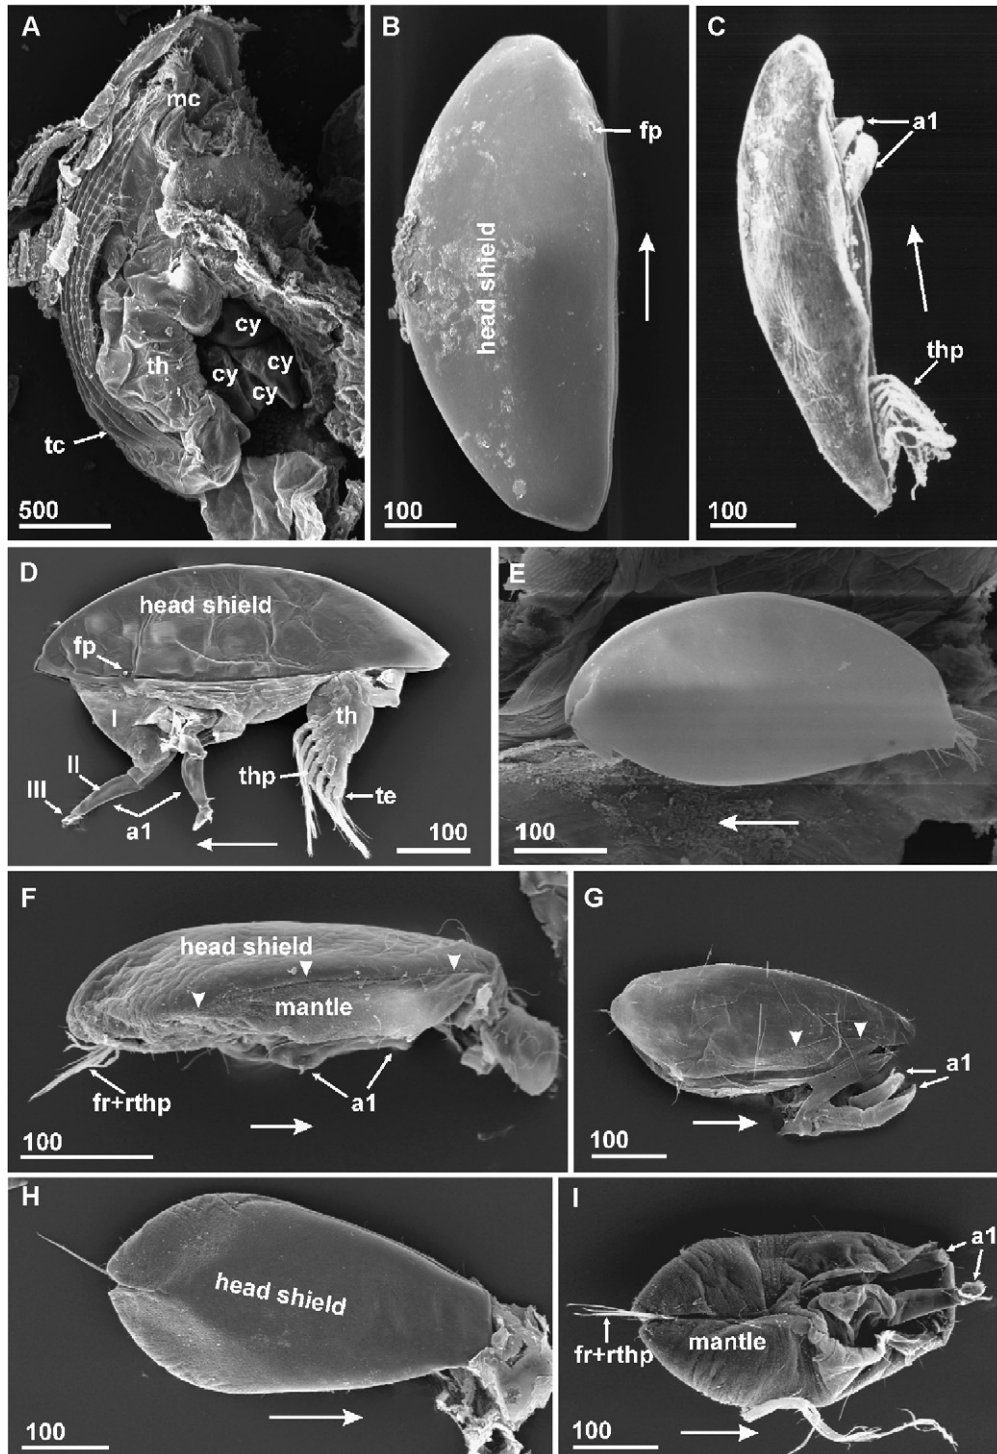 A
mc
th
cy
cy
cy
cy
tc
500
B
fp
head shield
100
C
a1
thp
100
D
head shield
fp
I
II
III
a1
thp
th
te
100
E
100
F
head shield
mantle
fr+rthp
a1
100
G
a1
100
H
head shield
100
I
a1
fr+rthp
mantle
100